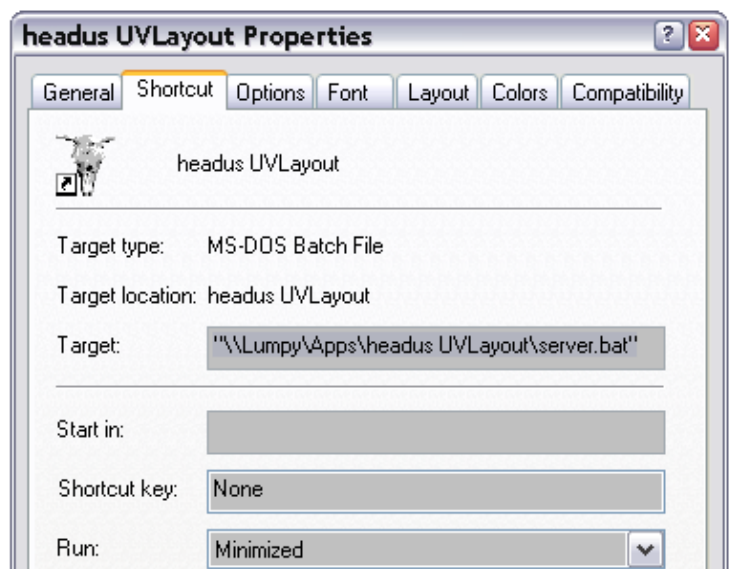 headus UVLayout Properties
General Shortcut Options Font Layout Colors Compatibility
headus UVLayout
Target type: MS-DOS Batch File
Target location: headus UVLayout
Target: "\\Lumpy\Apps\headus UVLayout\server.bat"
Start in:
Shortcut key: None
Run: Minimized